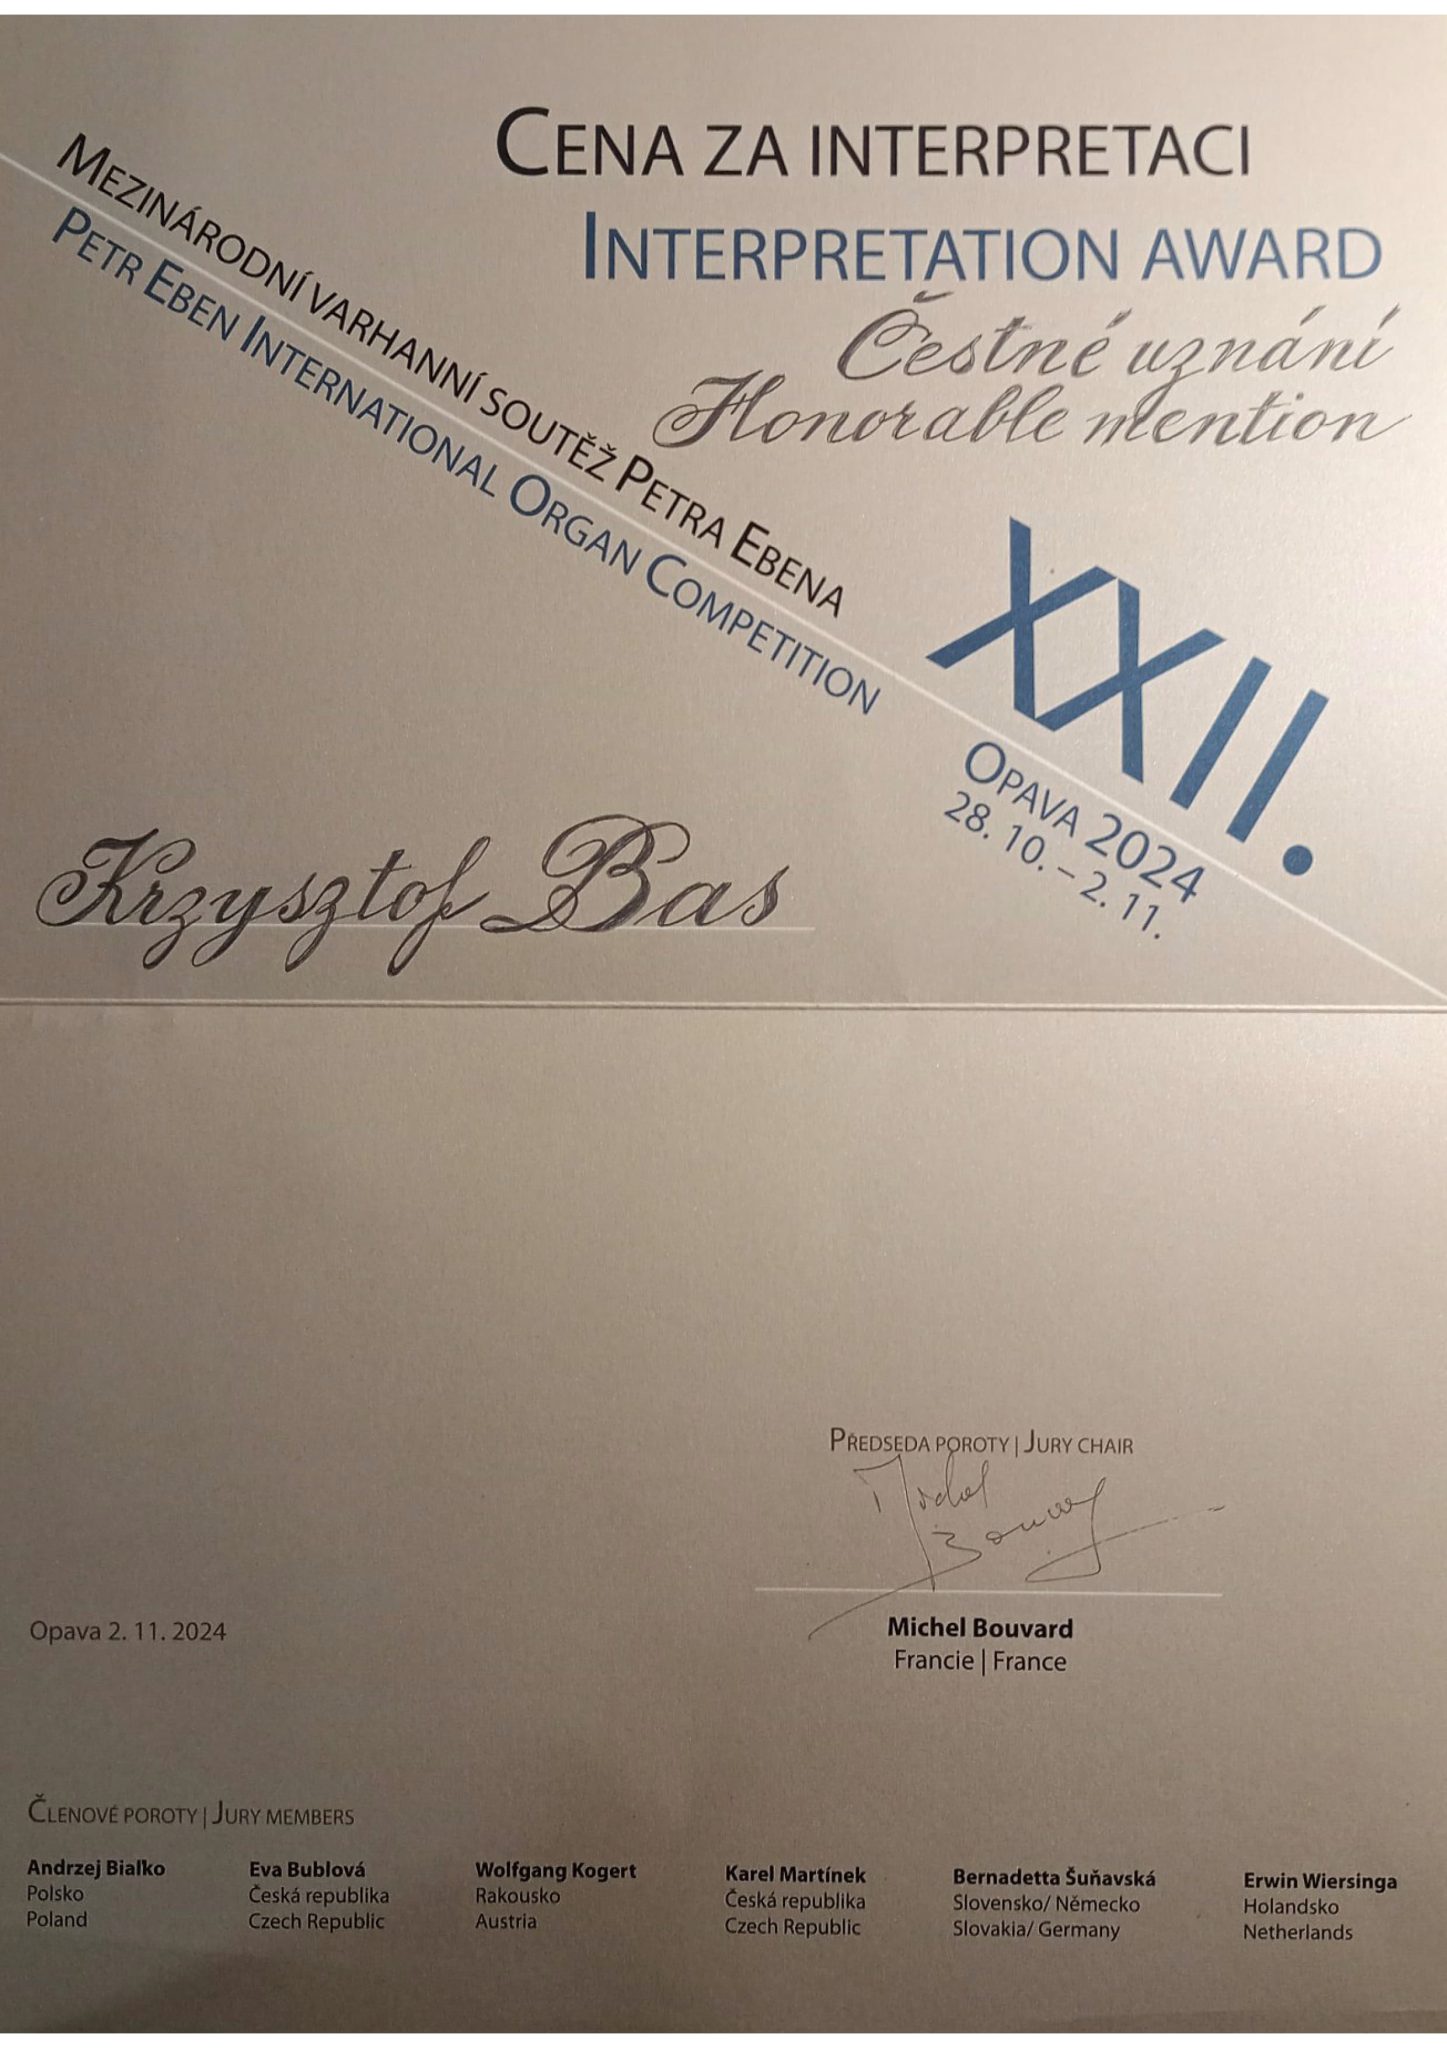 Cena za interpretaci
Interpretation award
Čestné uznání
Honorable mention
Mezinárodní varhanní soutěž Petra Ebena
Petr Eben International Organ Competition
XXII.
Opava 2024
28. 10. – 2. 11.
Krzysztof Bas
Předseda poroty | Jury chair
Michel
Bouvard
Michel Bouvard
Francie | France
Opava 2. 11. 2024
Členové poroty | Jury members
Andrzej Białko
Polsko
Poland
Eva Bublová
Česká republika
Czech Republic
Wolfgang Kogert
Rakousko
Austria
Karel Martínek
Česká republika
Czech Republic
Bernadetta Šuňavská
Slovensko/ Německo
Slovakia/ Germany
Erwin Wiersinga
Holandsko
Netherlands